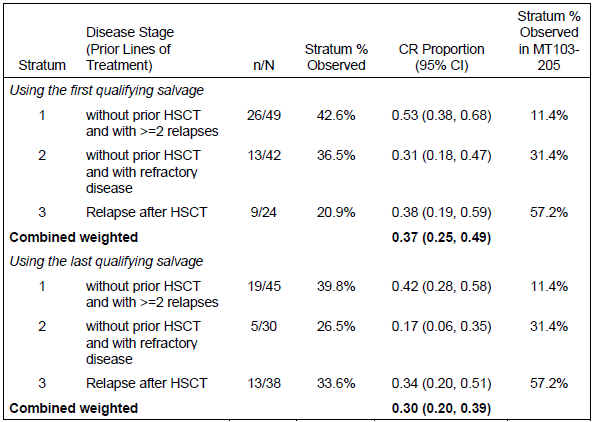 Stratum Disease Stage (Prior Lines of Treatment) n/N Stratum % Observed CR Proportion (95% CI) Stratum % Observed in MT103-205
Using the first qualifying salvage
1 without prior HSCT and with >=2 relapses 26/49 42.6% 0.53 (0.38, 0.68) 11.4%
2 without prior HSCT and with refractory disease 13/42 36.5% 0.31 (0.18, 0.47) 31.4%
3 Relapse after HSCT 9/24 20.9% 0.38 (0.19, 0.59) 57.2%
Combined weighted 0.37 (0.25, 0.49)
Using the last qualifying salvage
1 without prior HSCT and with >=2 relapses 19/45 39.8% 0.42 (0.28, 0.58) 11.4%
2 without prior HSCT and with refractory disease 5/30 26.5% 0.17 (0.06, 0.35) 31.4%
3 Relapse after HSCT 13/38 33.6% 0.34 (0.20, 0.51) 57.2%
Combined weighted 0.30 (0.20, 0.39)